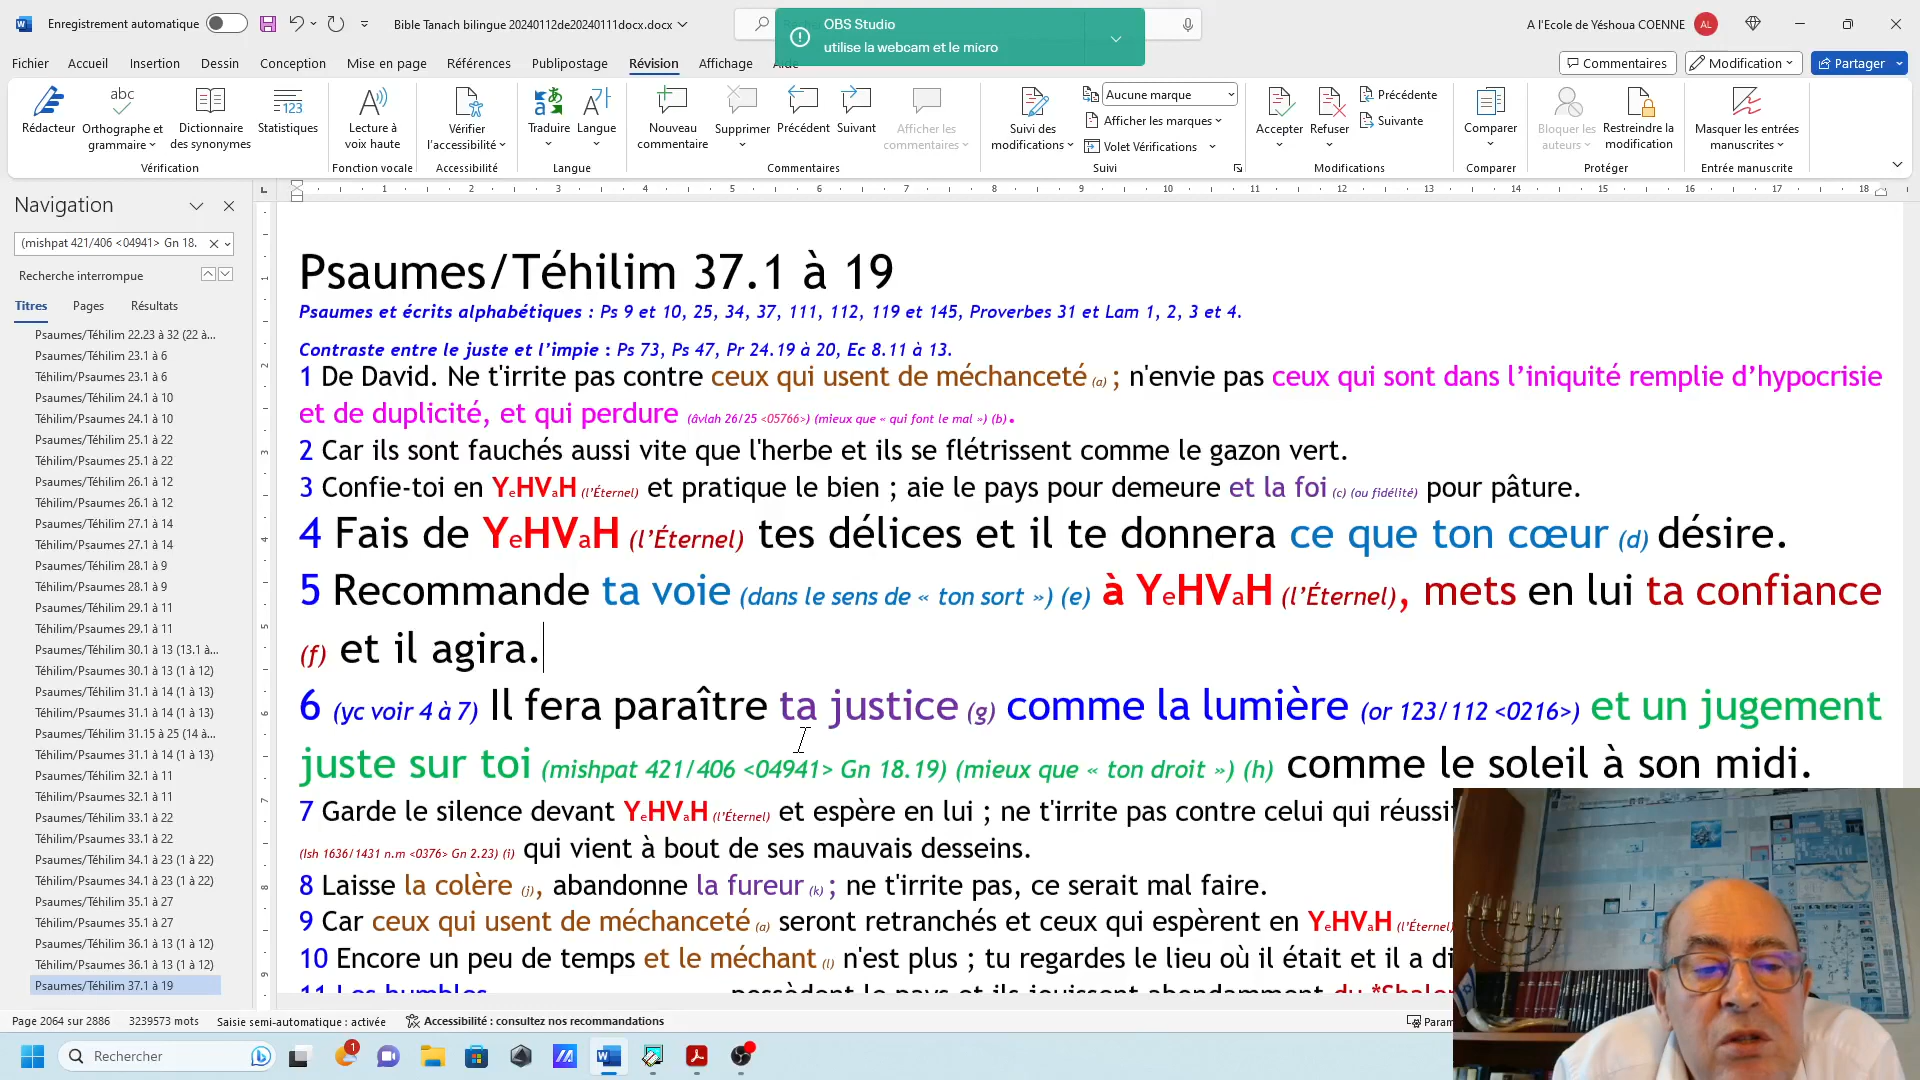 Enregistrement automatique
Bible Tanach bilingue 20240112de20240111docx.docx
OBS Studio
utilise la webcam et le micro
A l'Ecole de Yéshoua COENNE
AL
Fichier Accueil Insertion Dessin Conception Mise en page Références Publipostage Révision Affichage Aide
Commentaires Modification Partager
Rédacteur
Orthographe et grammaire
Dictionnaire des synonymes
Statistiques
Lecture à voix haute
Vérifier l'accessibilité
Traduire
Langue
Nouveau commentaire
Supprimer
Précédent
Suivant
Afficher les commentaires
Suivi des modifications
Aucune marque
Afficher les marques
Volet Vérifications
Accepter
Refuser
Précédente
Suivante
Comparer
Bloquer les auteurs
Restreindre la modification
Masquer les entrées manuscrites
Vérification Fonction vocale Accessibilité Langue Commentaires Suivi Modifications Comparer Protéger Entrée manuscrite
Navigation
(mishpat 421/406 <04941> Gn 18.
Recherche interrompue
Titres Pages Résultats
Psaumes/Téhilim 22.23 à 32 (22 à...
Psaumes/Téhilim 23.1 à 6
Téhilim/Psaumes 23.1 à 6
Psaumes/Téhilim 24.1 à 10
Téhilim/Psaumes 24.1 à 10
Psaumes/Téhilim 25.1 à 22
Téhilim/Psaumes 25.1 à 22
Psaumes/Téhilim 26.1 à 12
Téhilim/Psaumes 26.1 à 12
Psaumes/Téhilim 27.1 à 14
Téhilim/Psaumes 27.1 à 14
Psaumes/Téhilim 28.1 à 9
Téhilim/Psaumes 28.1 à 9
Psaumes/Téhilim 29.1 à 11
Téhilim/Psaumes 29.1 à 11
Psaumes/Téhilim 30.1 à 13 (13.1 à...
Téhilim/Psaumes 30.1 à 13 (1 à 12)
Psaumes/Téhilim 31.1 à 14 (1 à 13)
Téhilim/Psaumes 31.1 à 14 (1 à 13)
Psaumes/Téhilim 31.15 à 25 (14 à...
Téhilim/Psaumes 31.1 à 14 (1 à 13)
Psaumes/Téhilim 32.1 à 11
Téhilim/Psaumes 32.1 à 11
Psaumes/Téhilim 33.1 à 22
Téhilim/Psaumes 33.1 à 22
Psaumes/Téhilim 34.1 à 23 (1 à 22)
Téhilim/Psaumes 34.1 à 23 (1 à 22)
Psaumes/Téhilim 35.1 à 27
Téhilim/Psaumes 35.1 à 27
Psaumes/Téhilim 36.1 à 13 (1 à 12)
Téhilim/Psaumes 36.1 à 13 (1 à 12)
Psaumes/Téhilim 37.1 à 19
Psaumes/Téhilim 37.1 à 19
Psaumes et écrits alphabétiques : Ps 9 et 10, 25, 34, 37, 111, 112, 119 et 145, Proverbes 31 et Lam 1, 2, 3 et 4.
Contraste entre le juste et l’impie : Ps 73, Ps 47, Pr 24.19 à 20, Ec 8.11 à 13.
1 De David. Ne t'irrite pas contre ceux qui usent de méchanceté (a) ; n'envie pas ceux qui sont dans l’iniquité remplie d’hypocrisie
et de duplicité, et qui perdure (âvlah 26/25 <05766>) (mieux que « qui font le mal ») (b).
2 Car ils sont fauchés aussi vite que l'herbe et ils se flétrissent comme le gazon vert.
3 Confie-toi en YeHVaH (l’Éternel) et pratique le bien ; aie le pays pour demeure et la foi (c) (ou fidélité) pour pâture.
4 Fais de YeHVaH (l’Éternel) tes délices et il te donnera ce que ton cœur (d) désire.
5 Recommande ta voie (dans le sens de « ton sort ») (e) à YeHVaH (l’Éternel), mets en lui ta confiance
(f) et il agira.
6 (yc voir 4 à 7) Il fera paraître ta justice (g) comme la lumière (or 123/112 <0216>) et un jugement
juste sur toi (mishpat 421/406 <04941> Gn 18.19) (mieux que « ton droit ») (h) comme le soleil à son midi.
7 Garde le silence devant YeHVaH (l’Éternel) et espère en lui ; ne t'irrite pas contre celui qui réussi
(Ish 1636/1431 n.m <0376> Gn 2.23) (i) qui vient à bout de ses mauvais desseins.
8 Laisse la colère (j), abandonne la fureur (k) ; ne t'irrite pas, ce serait mal faire.
9 Car ceux qui usent de méchanceté (a) seront retranchés et ceux qui espèrent en YeHVaH (l’Éternel)
10 Encore un peu de temps et le méchant (l) n'est plus ; tu regardes le lieu où il était et il a di
11 Les humbles possèdent le pays et ils jouissent abondamment du *Shalo
Page 2064 sur 2886 3239573 mots Saisie semi-automatique : activée Accessibilité : consultez nos recommandations Param
Rechercher
1